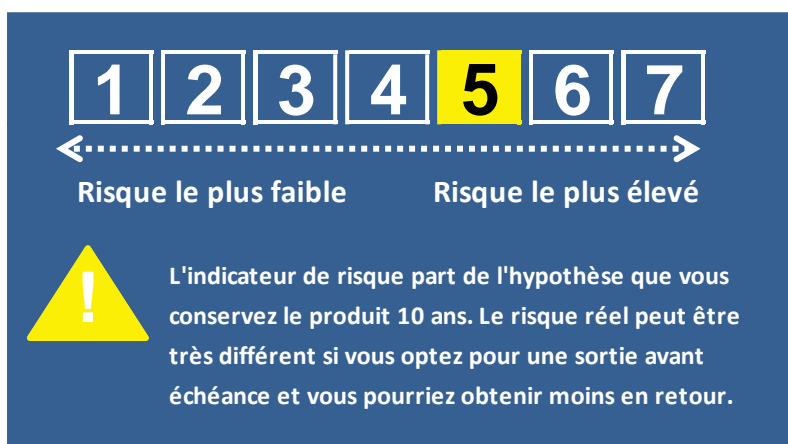 1 2 3 4 5 6 7
Risque le plus faible Risque le plus élevé
!
L'indicateur de risque part de l'hypothèse que vous
conservez le produit 10 ans. Le risque réel peut être
très différent si vous optez pour une sortie avant
échéance et vous pourriez obtenir moins en retour.